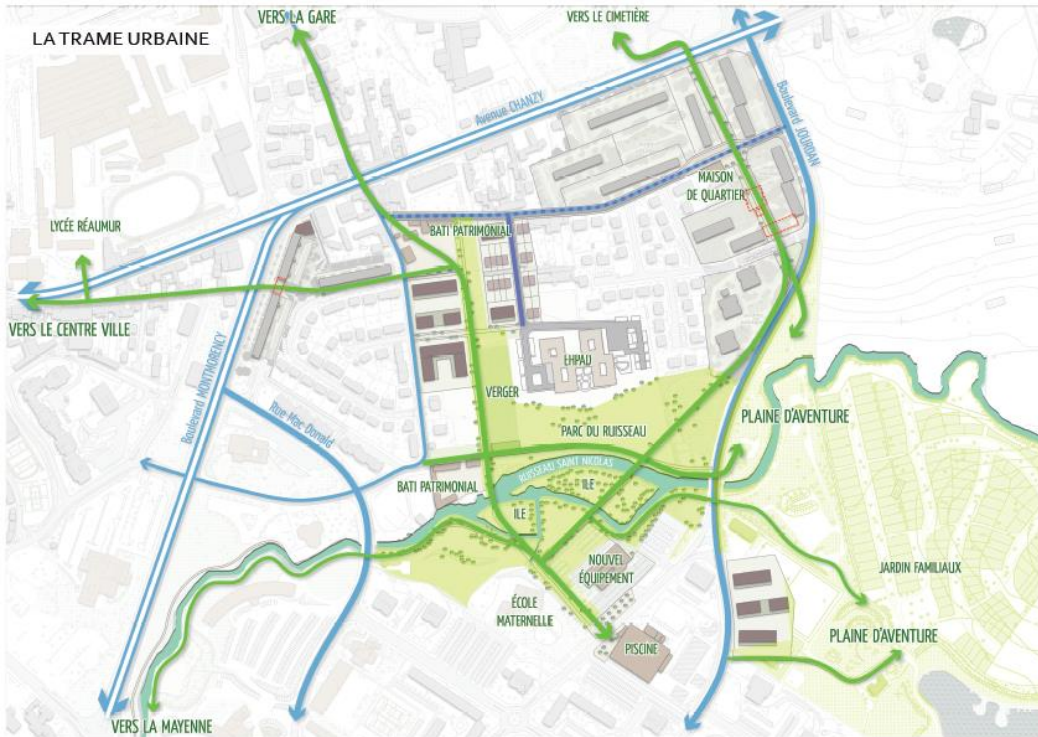 VERS LA GARE
VERS LE CIMETIÈRE
LA TRAME URBAINE
Avenue CHANZY
Boulevard JOURDAN
MAISON
DE QUARTIER
LYCÉE RÉAUMUR
BATI PATRIMONIAL
VERS LE CENTRE VILLE
Boulevard MONTMORENCY
Rue Mac Donald
EHPAD
VERGER
PARC DU RUISSEAU
PLAINE D'AVENTURE
RUISSEAU SAINT NICOLAS
BATI PATRIMONIAL
ILE
ILE
NOUVEL
ÉQUIPEMENT
JARDIN FAMILIAUX
ÉCOLE
MATERNELLE
PISCINE
PLAINE D'AVENTURE
VERS LA MAYENNE